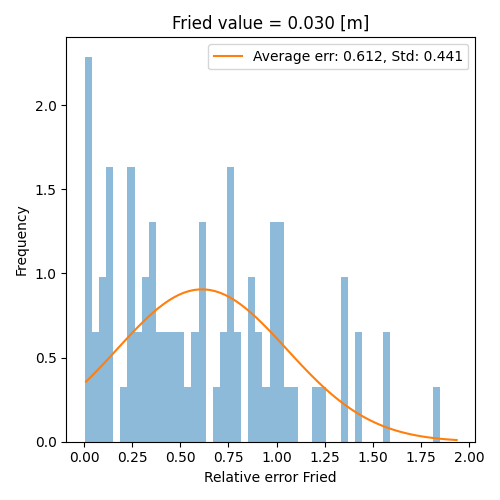 Fried value = 0.030 [m]
Average err: 0.612, Std: 0.441
2.0
1.5
1.0
0.5
0.0
Frequency
0.00 0.25 0.50 0.75 1.00 1.25 1.50 1.75 2.00
Relative error Fried